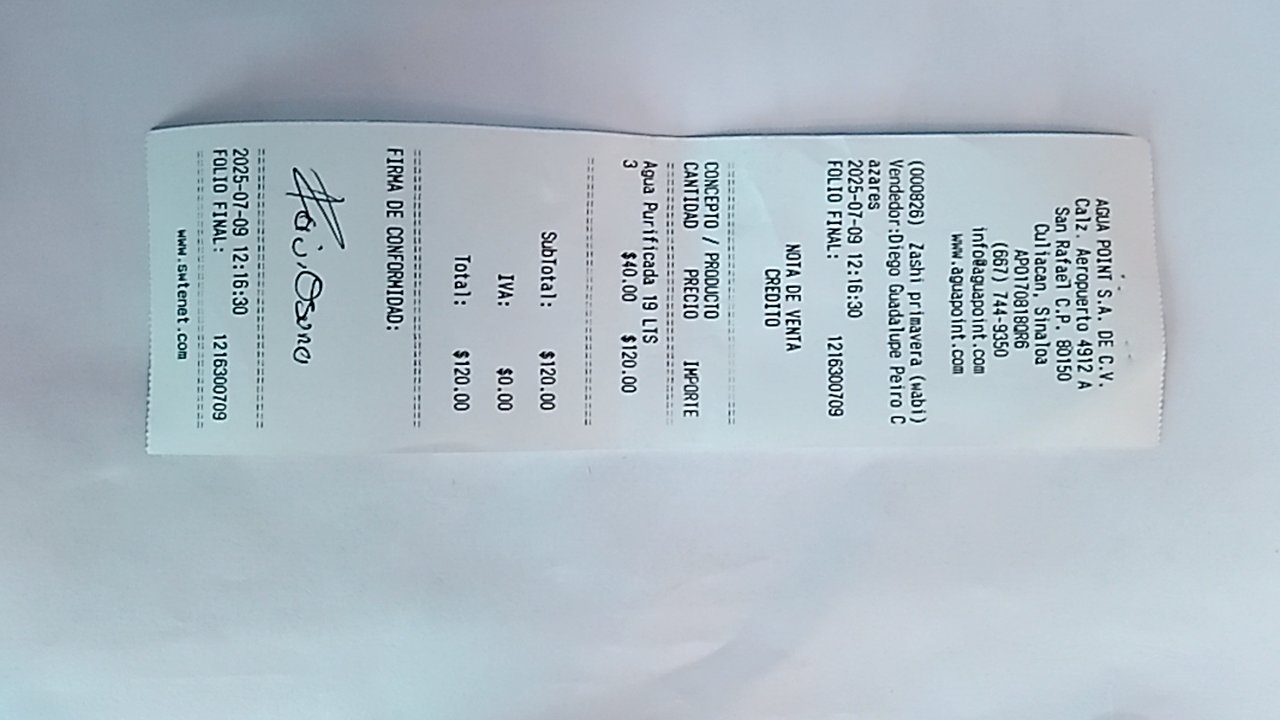 AGUA POINT S.A. DE C.V.
Calz. Aeropuerto 4912 A
San Rafael C.P. 80150
Culiacan, Sinaloa
APO170818QR6
(667) 744-9350
info@aguapoint.com
www.aguapoint.com
(000826) Zashi primavera (wabi)
Vendedor:Diego Guadalupe Peiro C
azares
2025-07-09 12:16:30
FOLIO FINAL: 1216300709
NOTA DE VENTA
CREDITO
================================
CONCEPTO / PRODUCTO
CANTIDAD PRECIO IMPORTE
================================
Agua Purificada 19 LTS
3 $40.00 $120.00
================================
SubTotal: $120.00
IVA: $0.00
Total: $120.00
================================
FIRMA DE CONFORMIDAD:
================================
2025-07-09 12:16:30
FOLIO FINAL: 1216300709
================================
www.swtenet.com